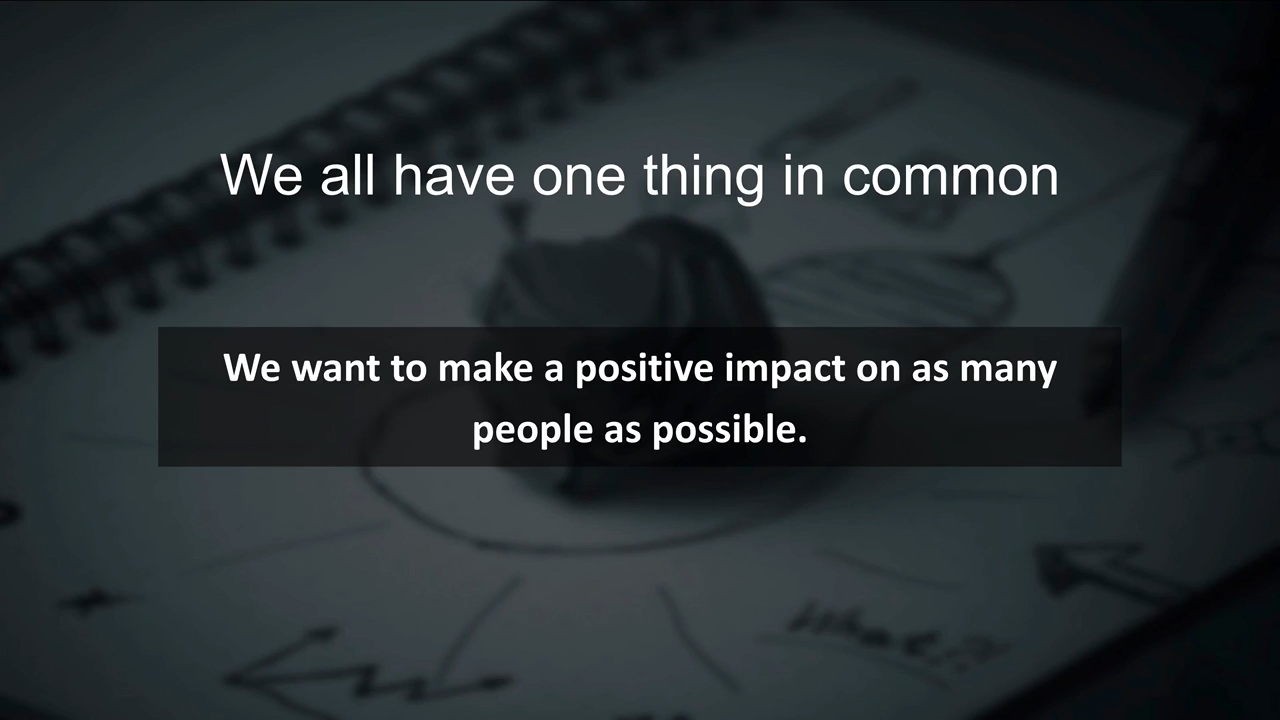 We all have one thing in common
We want to make a positive impact on as many
people as possible.
What?!